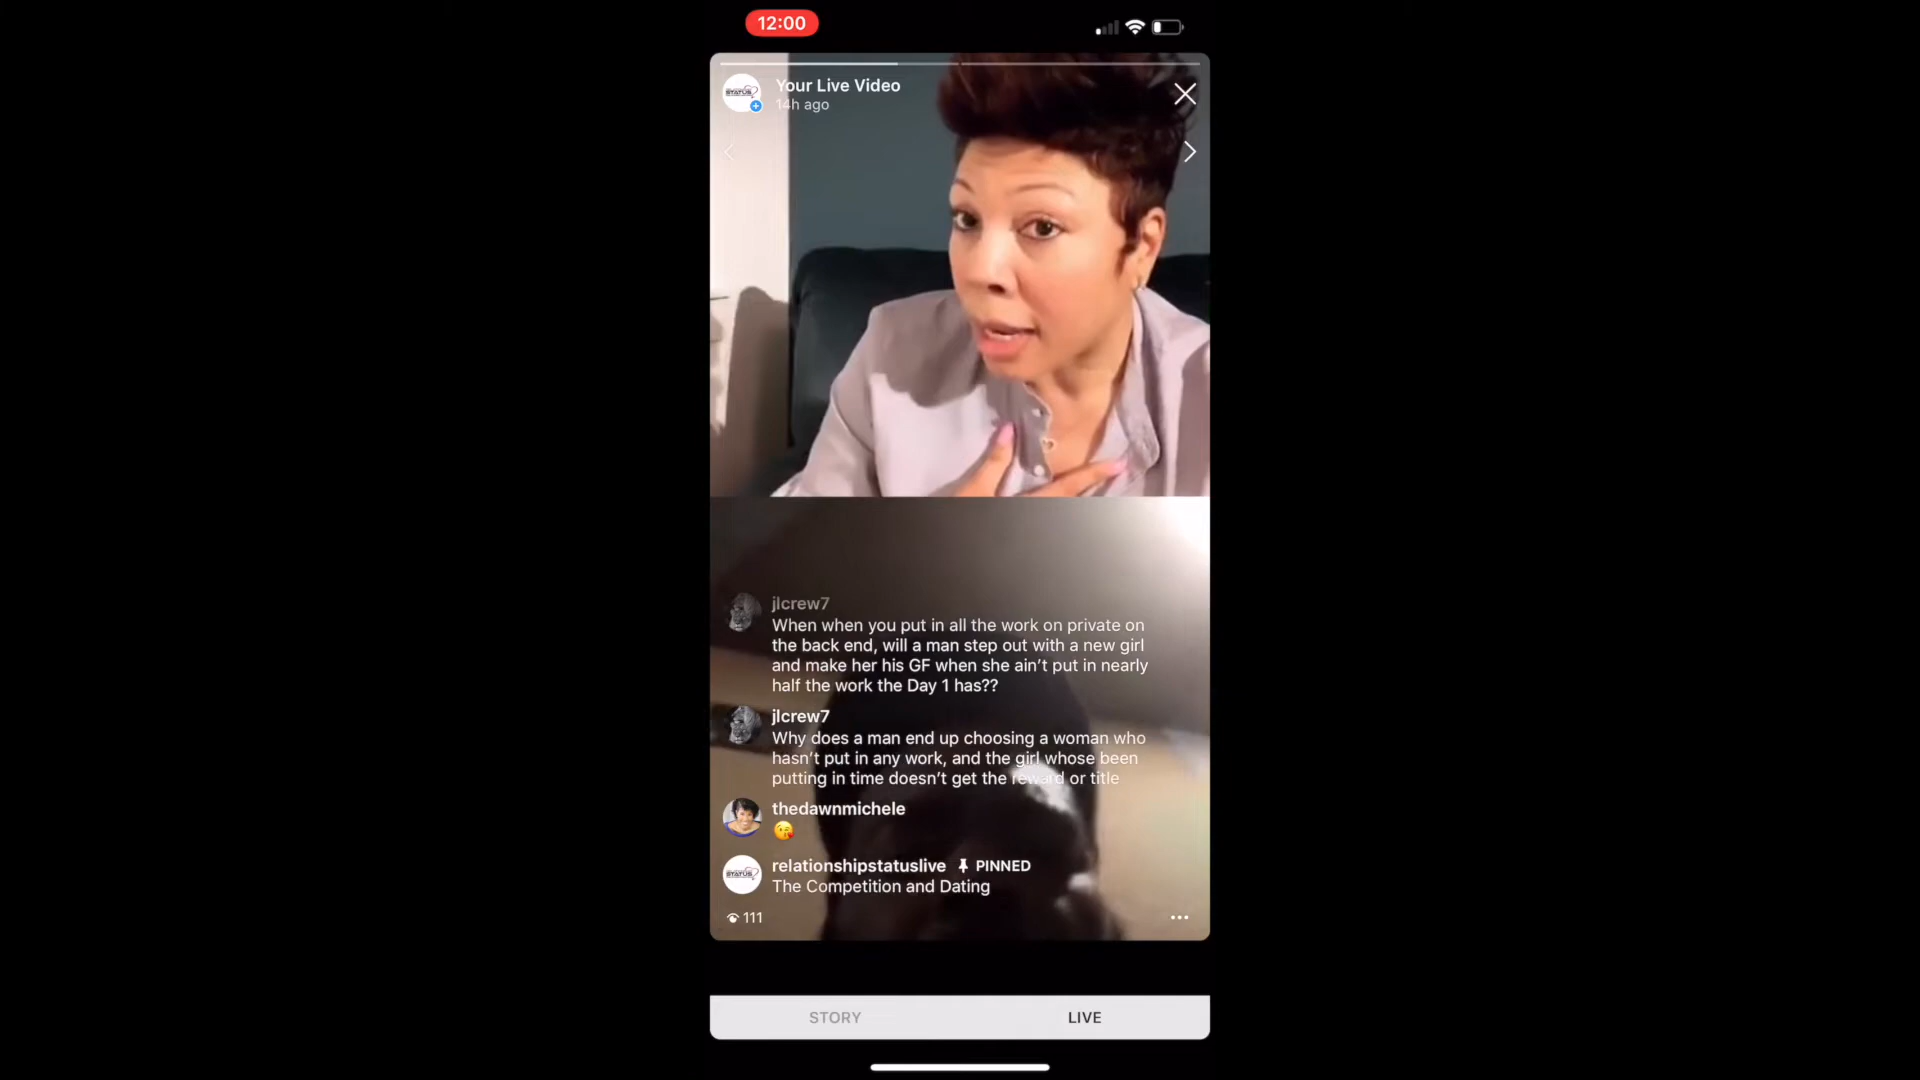 12:00
Your Live Video
14h ago
STATUS
jlcrew7
When when you put in all the work on private on
the back end, will a man step out with a new girl
and make her his GF when she ain’t put in nearly
half the work the Day 1 has??
jlcrew7
Why does a man end up choosing a woman who
hasn’t put in any work, and the girl whose been
putting in time doesn’t get the reward or title
thedawnmichele
😘
relationshipstatuslive PINNED
STATUS
The Competition and Dating
111
STORY
LIVE